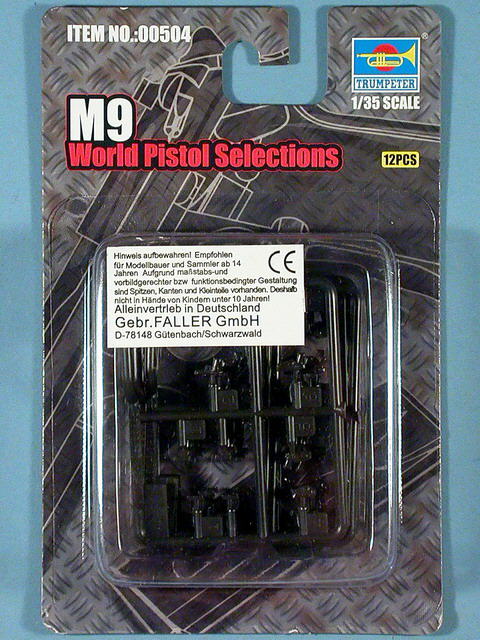 ITEM NO.:00504
TRUMPETER
®
1/35 SCALE
M9
World Pistol Selections
12PCS
Hinweis aufbewahren! Empfohlen
für Modellbauer und Sammler ab 14
Jahren Aufgrund maßstabs-und
vorbildgerechter bzw funktionsbedingter Gestaltung
sind Spitzen, Kanten und Kleinteile vorhanden. Deshalb
nicht in Hände von Kindern unter 10 Jahren!
CE
Alleinvertrieb in Deutschland
Gebr.FALLER GmbH
D-78148 Gütenbach/Schwarzwald